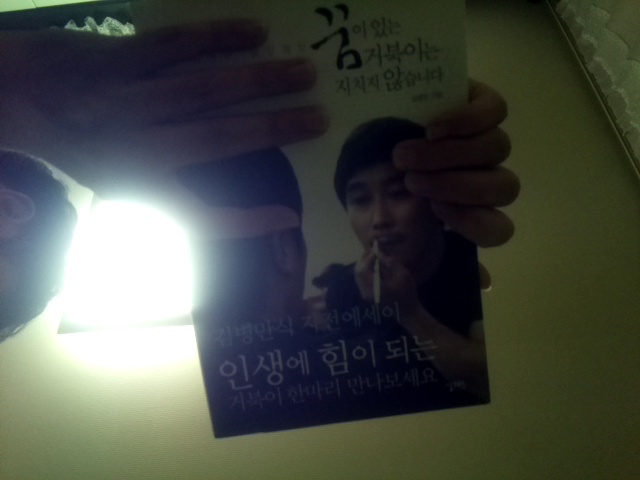 꿈이 있는
거북이는
지치지 않습니다
김병만식 자전에세이
인생에 힘이 되는
거북이 한마리 만나보세요